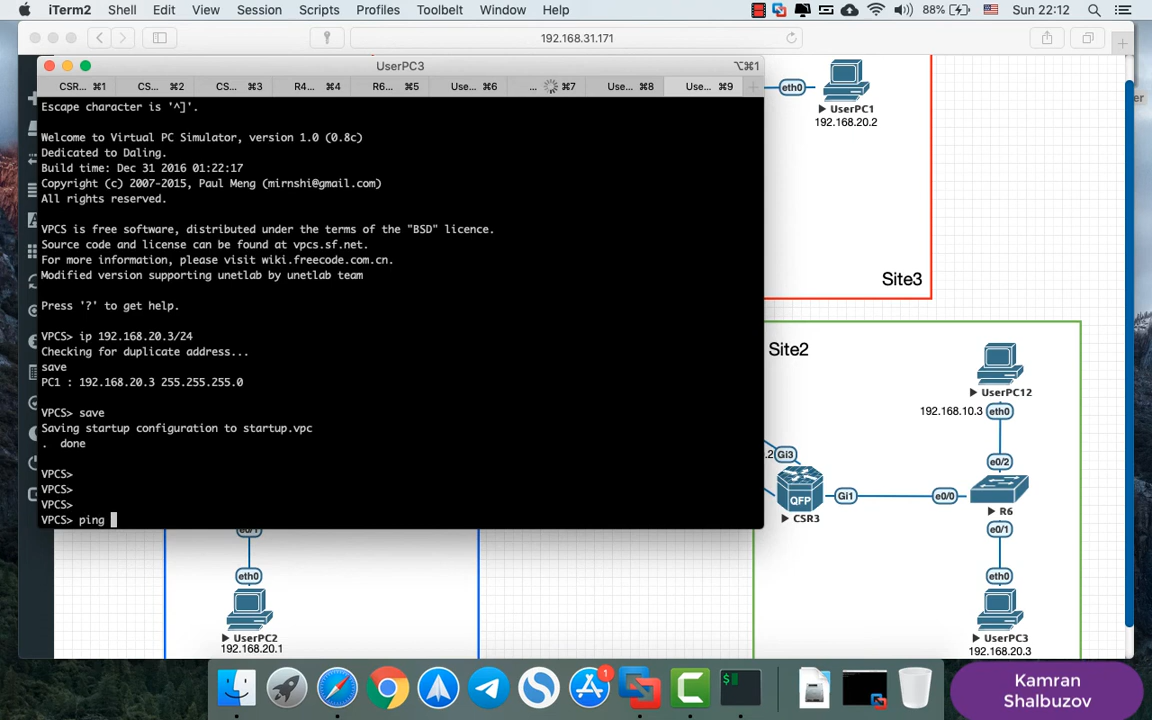 iTerm2 Shell Edit View Session Scripts Profiles Toolbelt Window Help 88% Sun 22:12
192.168.31.171
UserPC3 ⌥⌘1
CSR... ⌘1 CS... ⌘2 CS... ⌘3 R4... ⌘4 R6... ⌘5 Use... ⌘6 ... ⌘7 Use... ⌘8 Use... ⌘9
Escape character is '^]'.
Welcome to Virtual PC Simulator, version 1.0 (0.8c)
Dedicated to Daling.
Build time: Dec 31 2016 01:22:17
Copyright (c) 2007-2015, Paul Meng (mirnshi@gmail.com)
All rights reserved.
VPCS is free software, distributed under the terms of the "BSD" licence.
Source code and license can be found at vpcs.sf.net.
For more information, please visit wiki.freecode.com.cn.
Modified version supporting unetlab by unetlab team
Press '?' to get help.
VPCS> ip 192.168.20.3/24
Checking for duplicate address...
save
PC1 : 192.168.20.3 255.255.255.0
VPCS> save
Saving startup configuration to startup.vpc
. done
VPCS>
VPCS>
VPCS>
VPCS> ping
eth0
UserPC1
192.168.20.2
Site3
Site2
UserPC12
192.168.10.3 eth0
e0/2
.2 Gi3
QFP
CSR3
Gi1
e0/0
R6
e0/1
eth0
UserPC3
192.168.20.3
e0/1
eth0
UserPC2
192.168.20.1
1
Kamran
Shalbuzov